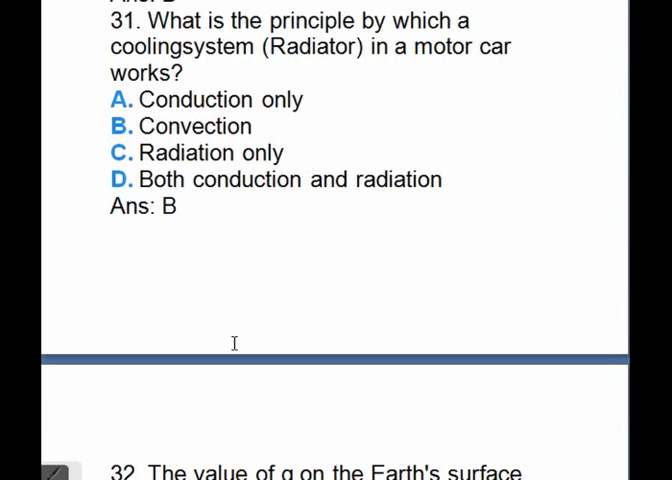 Ans: B
31. What is the principle by which a
coolingsystem (Radiator) in a motor car
works?
A. Conduction only
B. Convection
C. Radiation only
D. Both conduction and radiation
Ans: B
32. The value of g on the Earth's surface